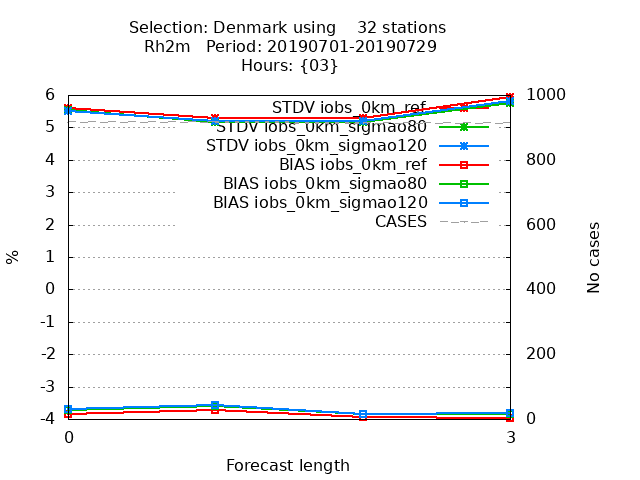 Selection: Denmark using    32 stations
Rh2m   Period: 20190701-20190729
Hours: {03}
6
5
4
3
2
1
0
-1
-2
-3
-4
%
STDV iobs_0km_ref
STDV iobs_0km_sigmao80
STDV iobs_0km_sigmao120
BIAS iobs_0km_ref
BIAS iobs_0km_sigmao80
BIAS iobs_0km_sigmao120
CASES
1000
800
600
400
200
0
No cases
0
3
Forecast length